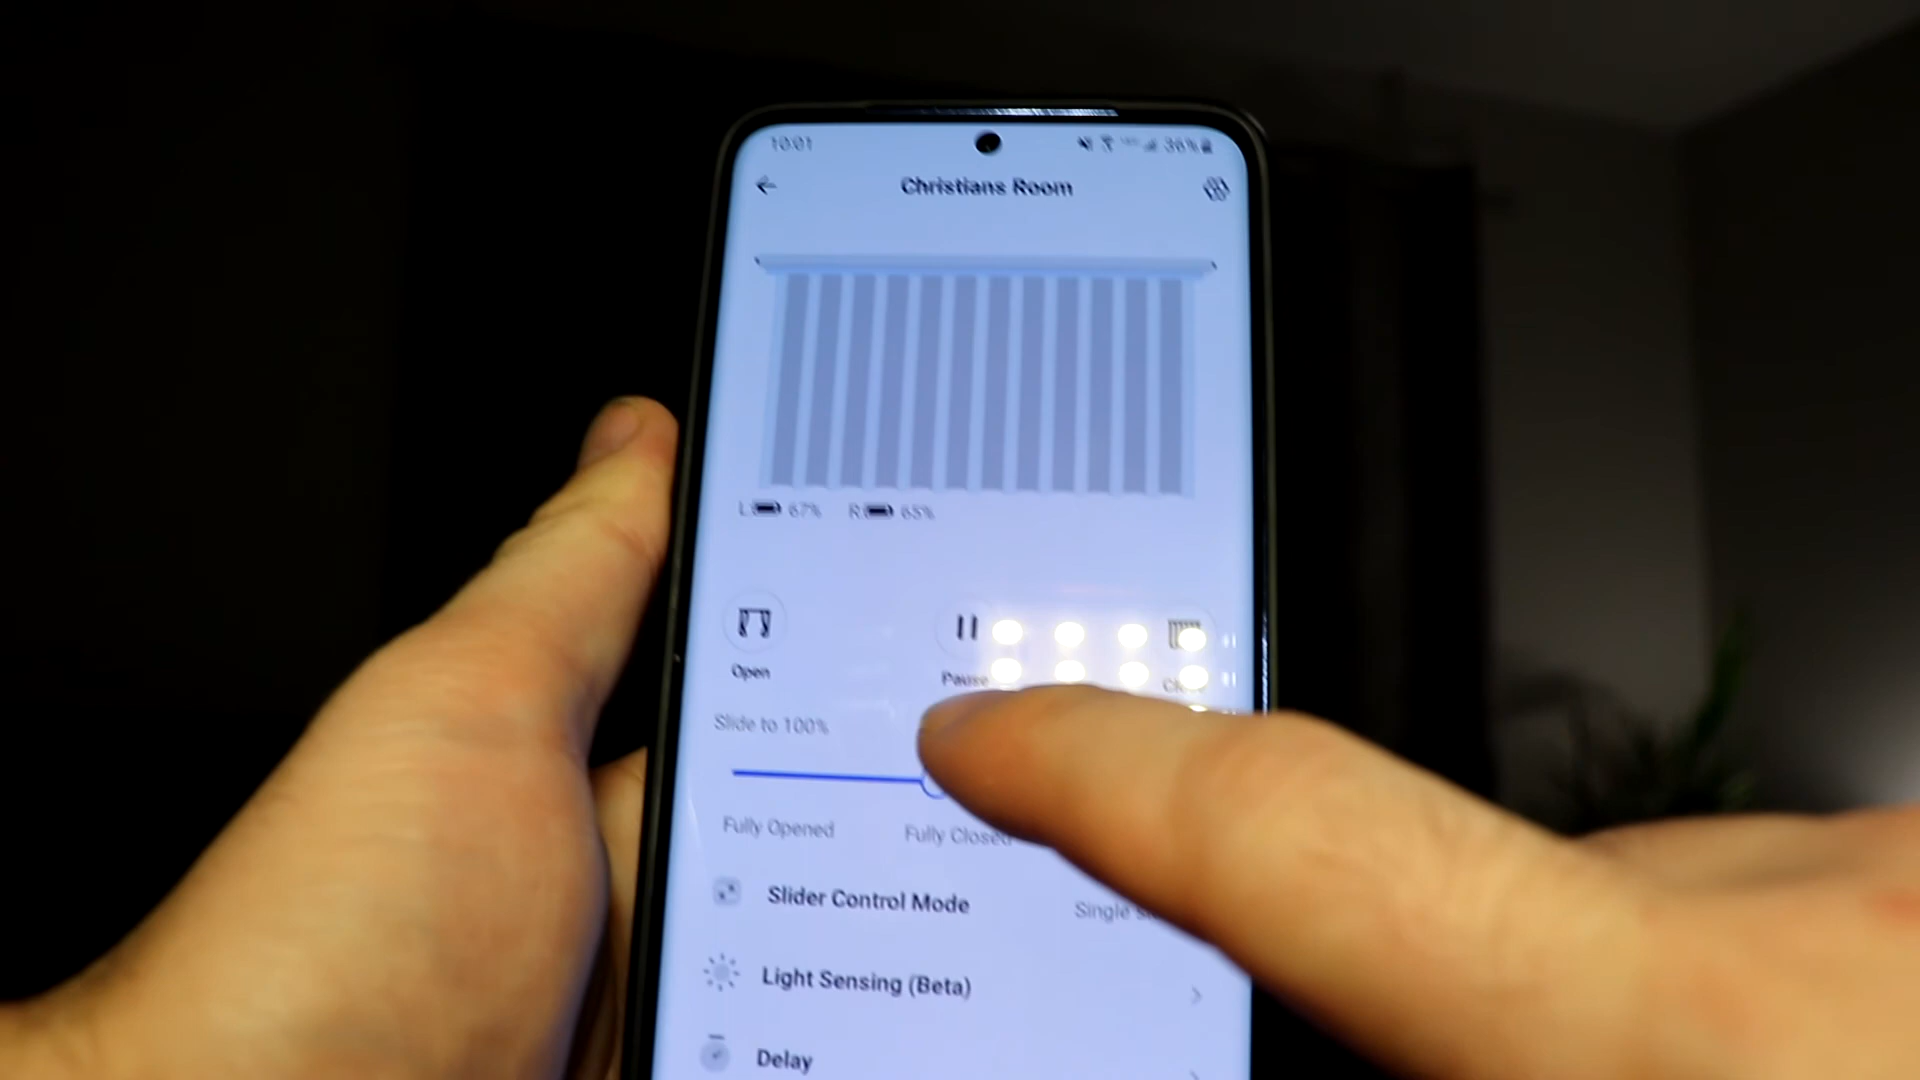 10:01 36%
Christians Room
L 67% R 65%
Open Pause
Slide to 100%
Fully Opened Fully Closed
Slider Control Mode Single
Light Sensing (Beta)
Delay